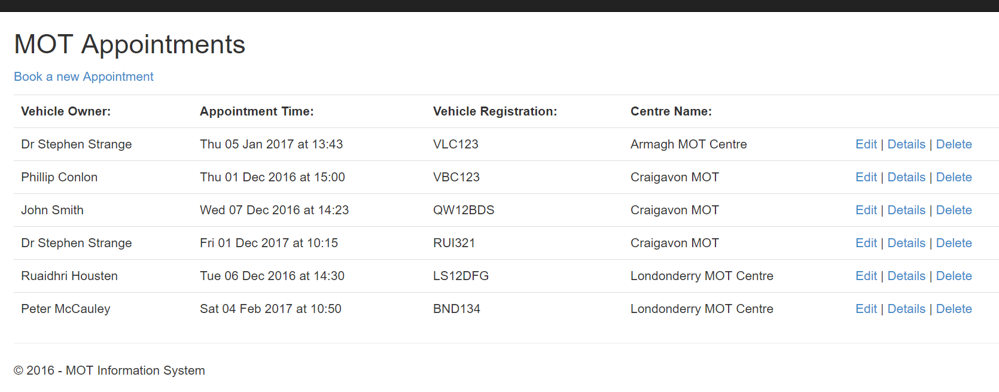 MOT Appointments
Book a new Appointment
Vehicle Owner: Appointment Time: Vehicle Registration: Centre Name:
Dr Stephen Strange Thu 05 Jan 2017 at 13:43 VLC123 Armagh MOT Centre Edit | Details | Delete
Phillip Conlon Thu 01 Dec 2016 at 15:00 VBC123 Craigavon MOT Edit | Details | Delete
John Smith Wed 07 Dec 2016 at 14:23 QW12BDS Craigavon MOT Edit | Details | Delete
Dr Stephen Strange Fri 01 Dec 2017 at 10:15 RUI321 Craigavon MOT Edit | Details | Delete
Ruaidhri Housten Tue 06 Dec 2016 at 14:30 LS12DFG Londonderry MOT Centre Edit | Details | Delete
Peter McCauley Sat 04 Feb 2017 at 10:50 BND134 Londonderry MOT Centre Edit | Details | Delete
© 2016 - MOT Information System